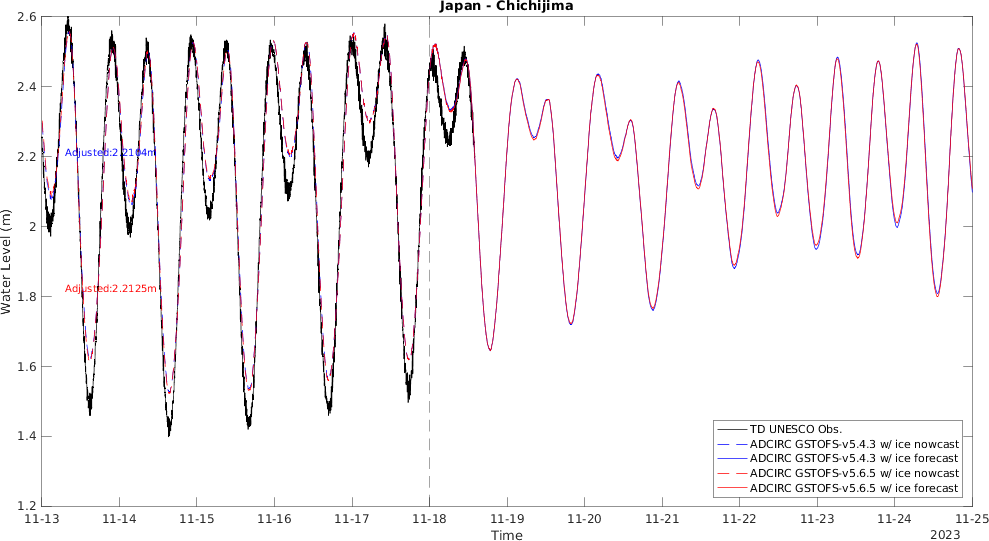 Japan - Chichijima
2.6
2.4
2.2
2
1.8
1.6
1.4
1.2
Water Level (m)
Adjusted:2.2104m
Adjusted:2.2125m
TD UNESCO Obs.
ADCIRC GSTOFS-v5.4.3 w/ ice nowcast
ADCIRC GSTOFS-v5.4.3 w/ ice forecast
ADCIRC GSTOFS-v5.6.5 w/ ice nowcast
ADCIRC GSTOFS-v5.6.5 w/ ice forecast
11-13 11-14 11-15 11-16 11-17 11-18 11-19 11-20 11-21 11-22 11-23 11-24 11-25
Time
2023